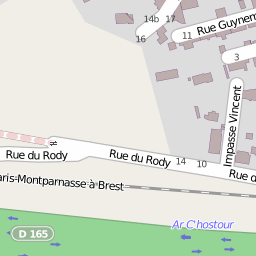 14b 17
16
11
Rue Guynem
3
Impasse Vincent
Rue du Rody
Rue du Rody
14
10
Rue d
aris-Montparnasse à Brest
Ar C'hostour
D 165